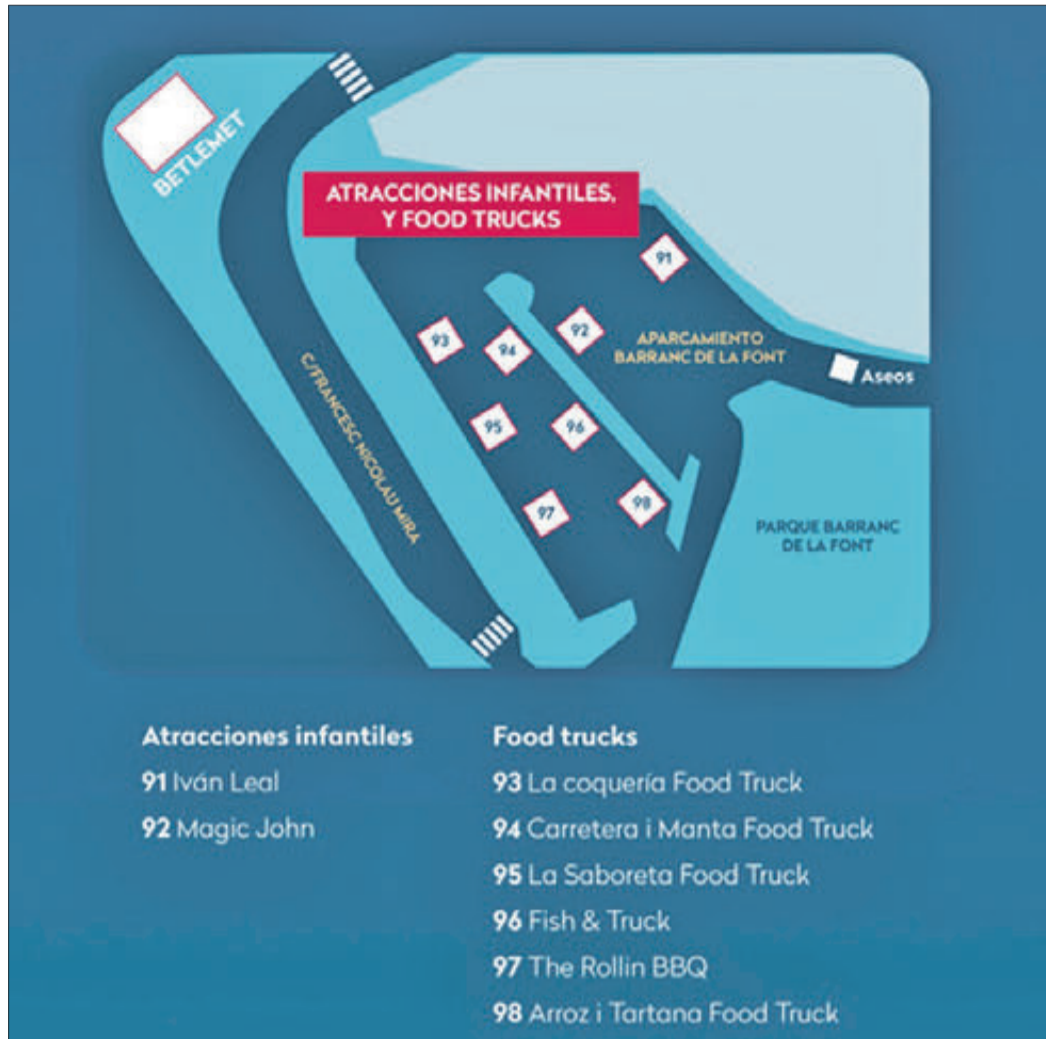 BETLEMET
ATRACCIONES INFANTILES,
Y FOOD TRUCKS
91
92
93
94
95
96
97
98
APARCAMIENTO
BARRANC DE LA FONT
Aseos
C/FRANCESC NICOLAU MIRA
PARQUE BARRANC
DE LA FONT
Atracciones infantiles
91 Iván Leal
92 Magic John
Food trucks
93 La coquería Food Truck
94 Carretera i Manta Food Truck
95 La Saboreta Food Truck
96 Fish & Truck
97 The Rollin BBQ
98 Arroz i Tartana Food Truck